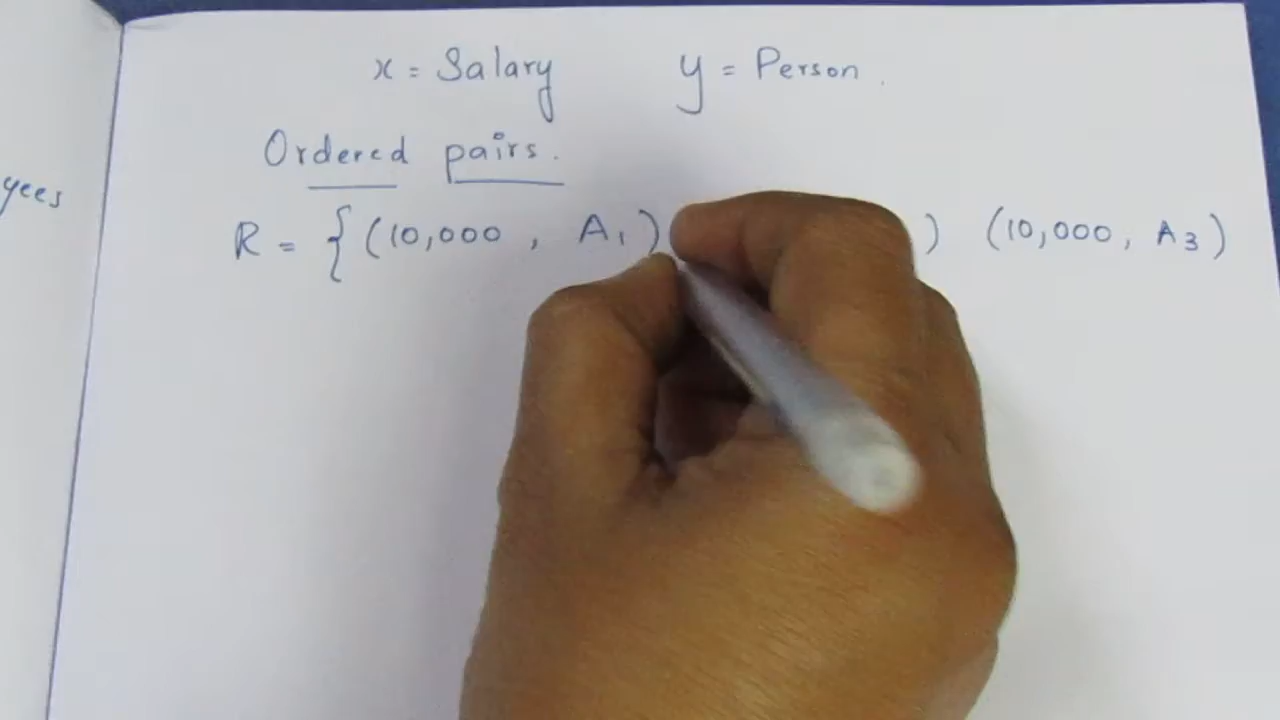 x = Salary y = Person.
Ordered pairs.
yees
R = { (10,000 , A1) ) (10,000, A3)